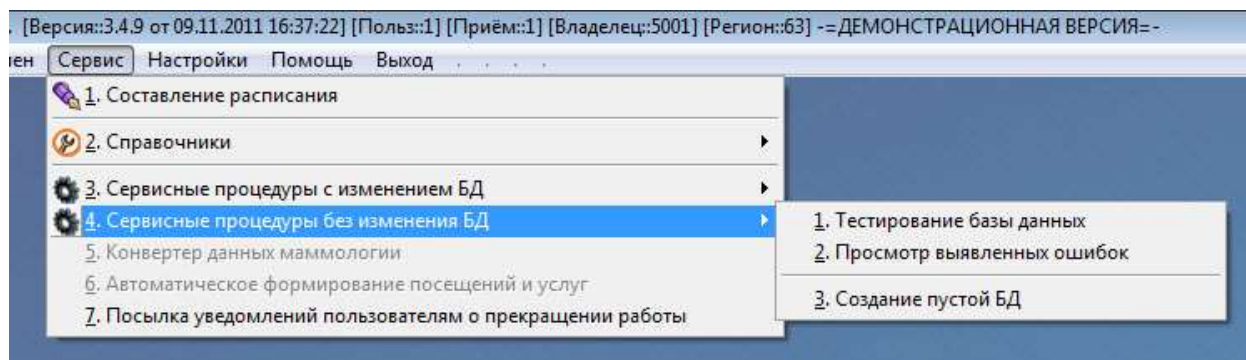 . [Версия::3.4.9 от 09.11.2011 16:37:22] [Польз::1] [Приём::1] [Владелец::5001] [Регион::63] -=ДЕМОНСТРАЦИОННАЯ ВЕРСИЯ=-
мен Сервис Настройки Помощь Выход . . . .
1. Составление расписания
2. Справочники
3. Сервисные процедуры с изменением БД
4. Сервисные процедуры без изменения БД
1. Тестирование базы данных
5. Конвертер данных маммологии
2. Просмотр выявленных ошибок
6. Автоматическое формирование посещений и услуг
3. Создание пустой БД
7. Посылка уведомлений пользователям о прекращении работы